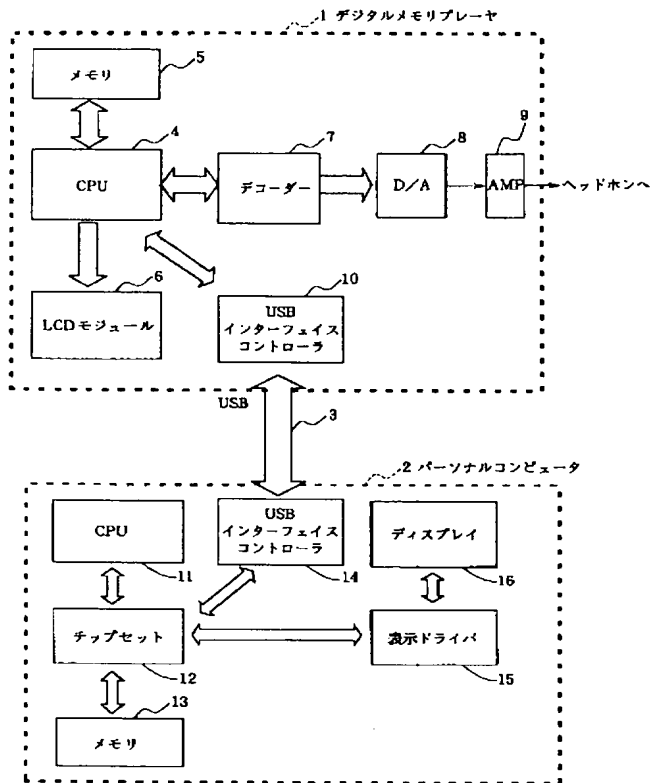 1 デジタルメモリプレーヤ
5
メモリ
4
CPU
7
デコーダー
8
D/A
9
AMP
ヘッドホンへ
6
LCDモジュール
10
USB
インターフェイス
コントローラ
USB
3
2 パーソナルコンピュータ
CPU
11
USB
インターフェイス
コントローラ
14
ディスプレイ
16
チップセット
12
表示ドライバ
15
13
メモリ